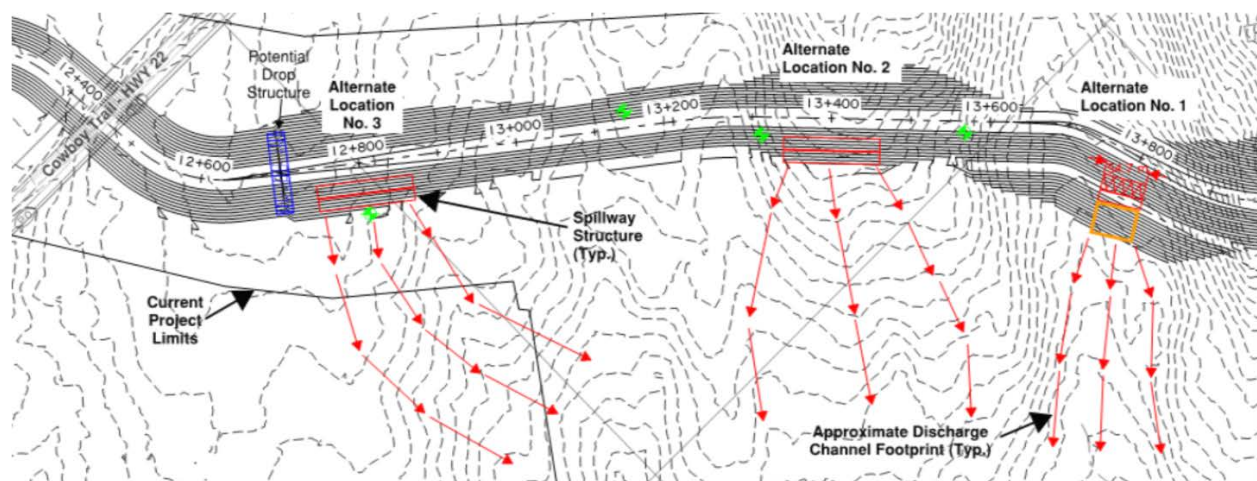 12+400
Cowboy Trail - HWY 22
12+600
Potential
Drop
Structure
Alternate
Location
No. 3
12+800
13+000
13+200
Alternate
Location No. 2
13+400
13+600
Alternate
Location No. 1
13+800
Spillway
Structure
(Typ.)
Current
Project
Limits
Approximate Discharge
Channel Footprint (Typ.)